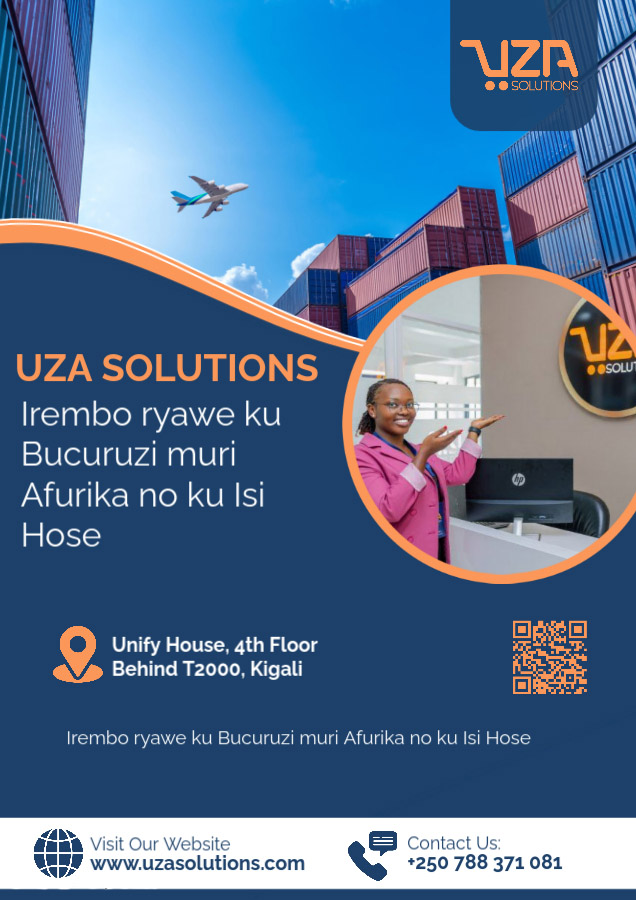 UZA
SOLUTIONS
UZA SOLUTIONS
Irembo ryawe ku
Bucuruzi muri
Afurika no ku Isi
Hose
UZ
SOLUT
hp
Unify House, 4th Floor
Behind T2000, Kigali
Irembo ryawe ku Bucuruzi muri Afurika no ku Isi Hose
Visit Our Website
www.uzasolutions.com
Contact Us:
+250 788 371 081